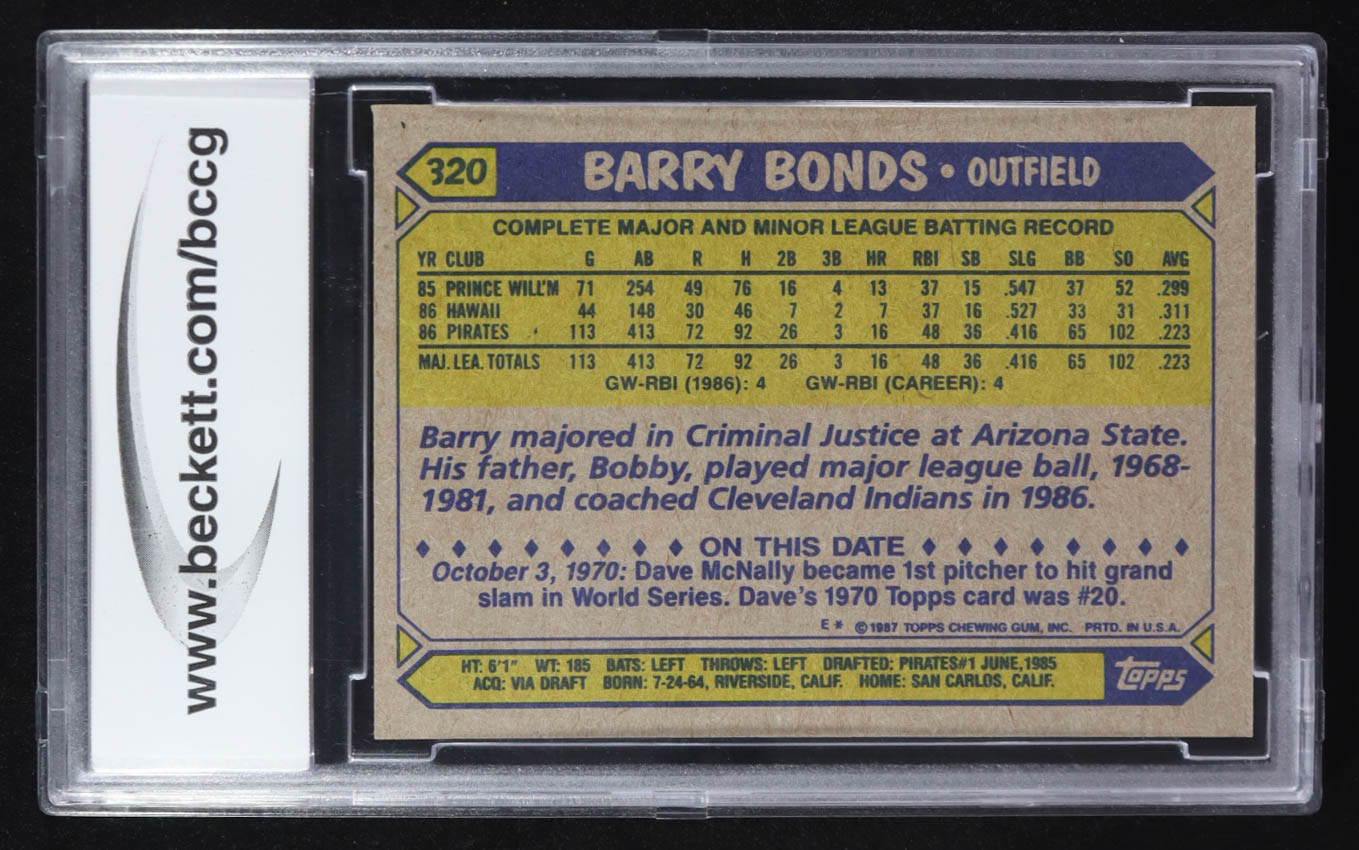 www.beckett.com/bccg
320 BARRY BONDS • OUTFIELD
COMPLETE MAJOR AND MINOR LEAGUE BATTING RECORD
YR CLUB G AB R H 2B 3B HR RBI SB SLG BB SO AVG
85 PRINCE WILL'M 71 254 49 76 16 4 13 37 15 .547 37 52 .299
86 HAWAII 44 148 30 46 7 2 7 37 16 .527 33 31 .311
86 PIRATES 113 413 72 92 26 3 16 48 36 .416 65 102 .223
MAJ. LEA. TOTALS 113 413 72 92 26 3 16 48 36 .416 65 102 .223
GW-RBI (1986): 4 GW-RBI (CAREER): 4
Barry majored in Criminal Justice at Arizona State.
His father, Bobby, played major league ball, 1968-
1981, and coached Cleveland Indians in 1986.
♦ ♦ ♦ ♦ ♦ ♦ ♦ ♦ ON THIS DATE ♦ ♦ ♦ ♦ ♦ ♦ ♦ ♦
October 3, 1970: Dave McNally became 1st pitcher to hit grand
slam in World Series. Dave's 1970 Topps card was #20.
E * ©1987 TOPPS CHEWING GUM, INC. PRTD. IN U.S.A.
HT: 6'1" WT: 185 BATS: LEFT THROWS: LEFT DRAFTED: PIRATES#1 JUNE,1985
ACQ: VIA DRAFT BORN: 7-24-64, RIVERSIDE, CALIF. HOME: SAN CARLOS, CALIF.
Topps